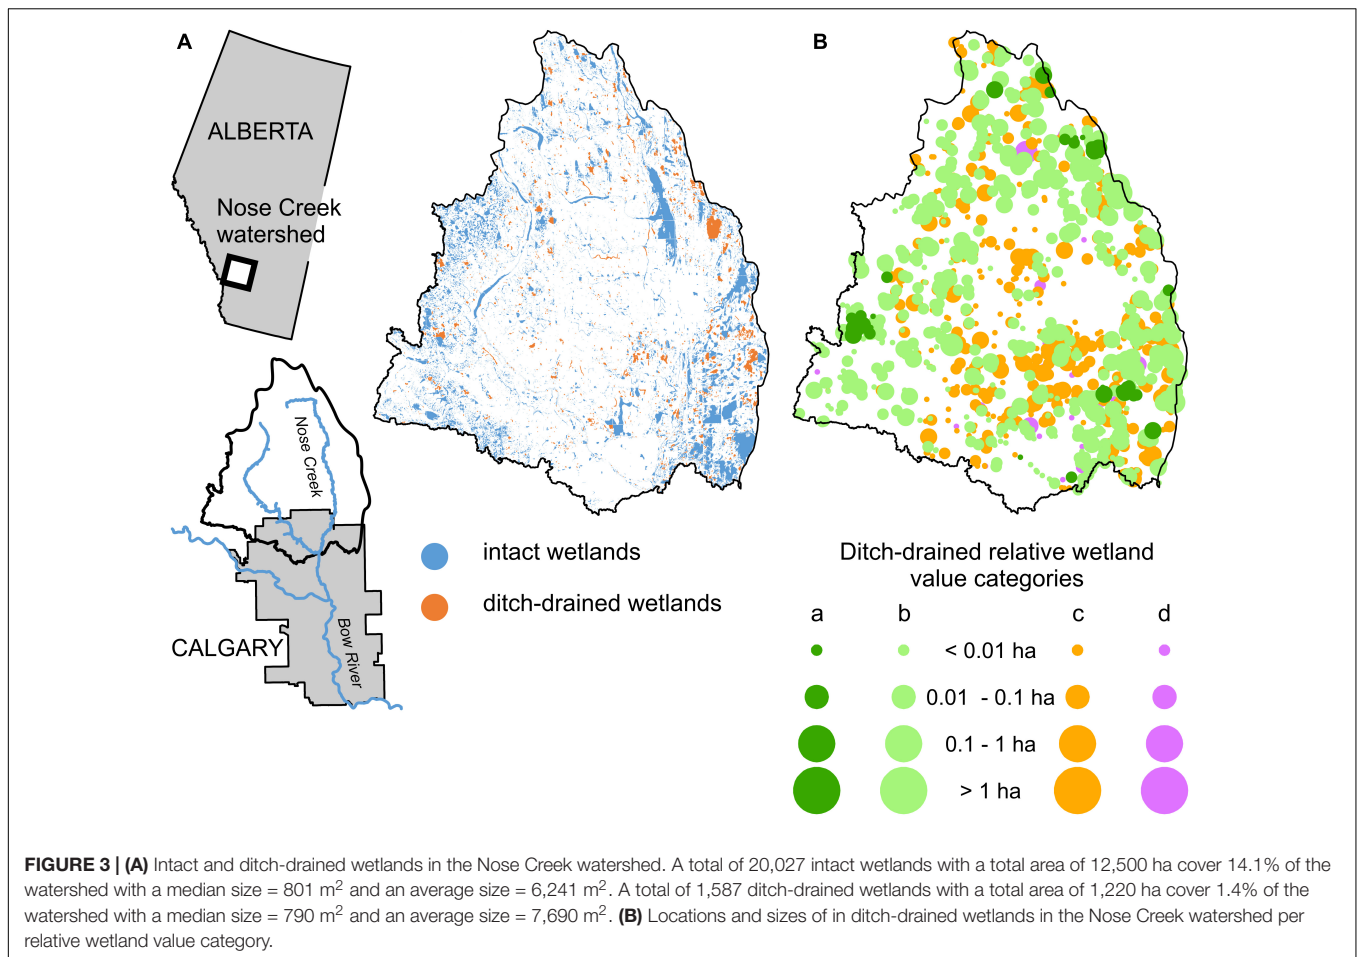 A
ALBERTA
Nose Creek
watershed
B
Nose Creek
CALGARY
Bow River
intact wetlands
ditch-drained wetlands
Ditch-drained relative wetland
value categories
a b c d
< 0.01 ha
0.01 - 0.1 ha
0.1 - 1 ha
> 1 ha
FIGURE 3 | (A) Intact and ditch-drained wetlands in the Nose Creek watershed. A total of 20,027 intact wetlands with a total area of 12,500 ha cover 14.1% of the
watershed with a median size = 801 m² and an average size = 6,241 m². A total of 1,587 ditch-drained wetlands with a total area of 1,220 ha cover 1.4% of the
watershed with a median size = 790 m² and an average size = 7,690 m². (B) Locations and sizes of in ditch-drained wetlands in the Nose Creek watershed per
relative wetland value category.